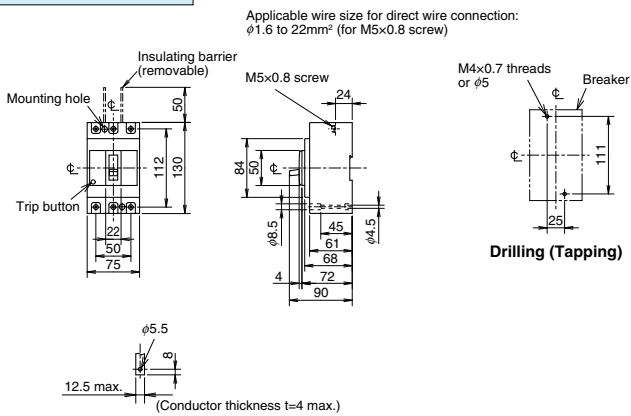 Applicable wire size for direct wire connection:
φ1.6 to 22mm² (for M5×0.8 screw)
Insulating barrier
(removable)
Mounting hole
℄
50
℄
112
130
Trip button
22
50
75
M5×0.8 screw
24
84
50
℄
φ8.5
φ4.5
45
61
68
4
72
90
M4×0.7 threads
or φ5
℄
Breaker
℄
111
25
Drilling (Tapping)
φ5.5
8
12.5 max.
(Conductor thickness t=4 max.)